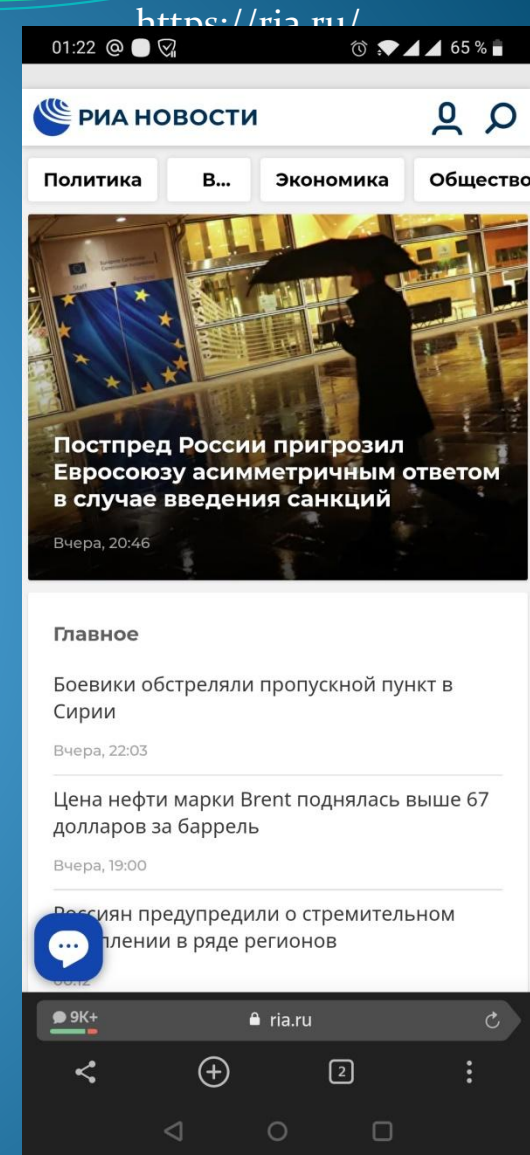 https://ria.ru/
01:22 @ 65 %
РИА НОВОСТИ
Политика В... Экономика Общество
Постпред России пригрозил
Евросоюзу асимметричным ответом
в случае введения санкций
Вчера, 20:46
Главное
Боевики обстреляли пропускной пункт в
Сирии
Вчера, 22:03
Цена нефти марки Brent поднялась выше 67
долларов за баррель
Вчера, 19:00
Россиян предупредили о стремительном
плении в ряде регионов
9K+ ria.ru
2